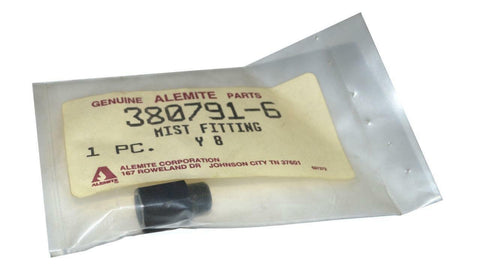 GENUINE ALEMITE PARTS
380791-6
MIST FITTING
1 PC. Y 8
ALEMITE CORPORATION
167 ROWELAND DR JOHNSON CITY TN 37601
ALEMITE